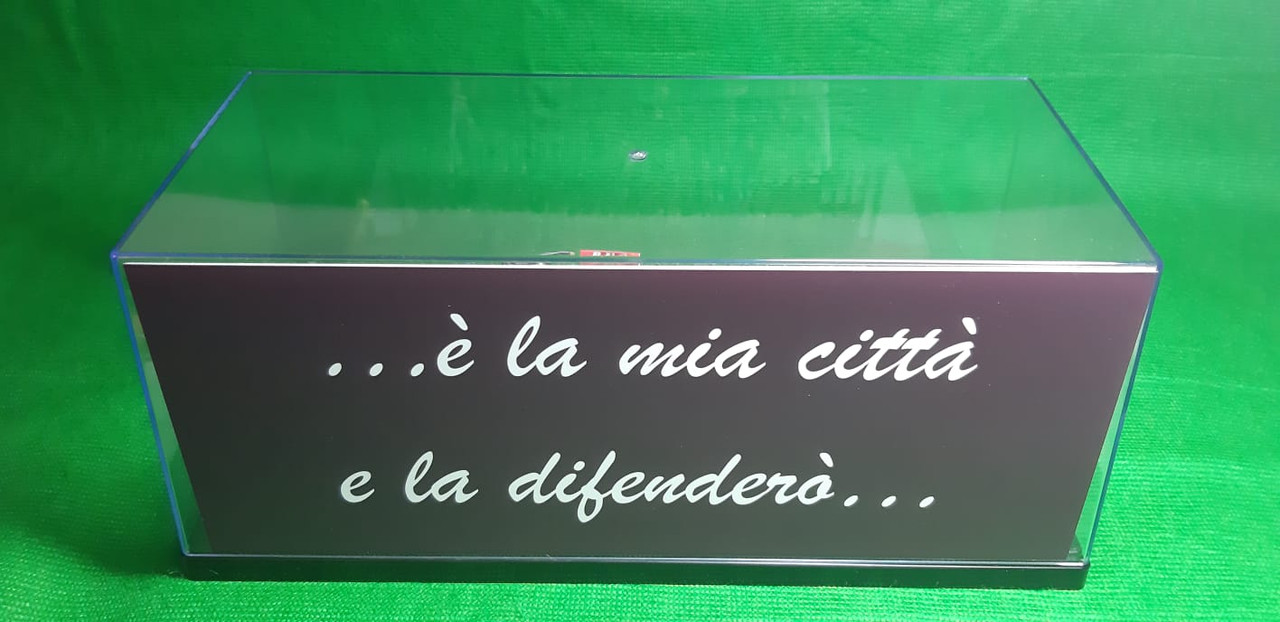 ...è la mia città
e la difenderò...